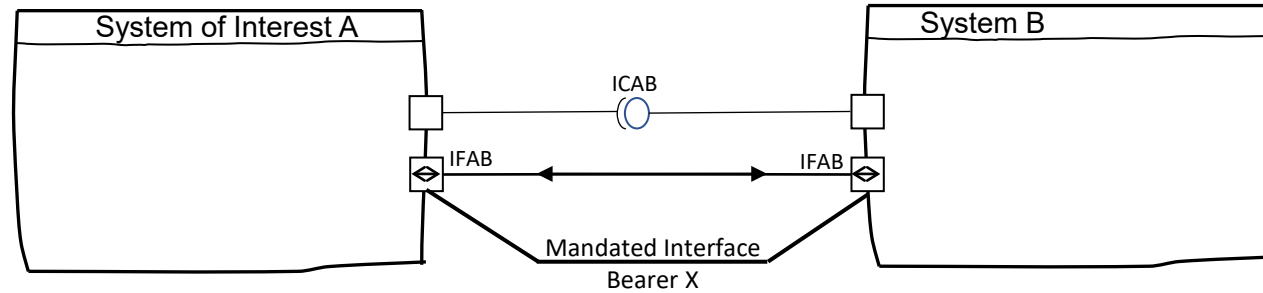 System of Interest A
System B
ICAB
IFAB
IFAB
Mandated Interface
Bearer X